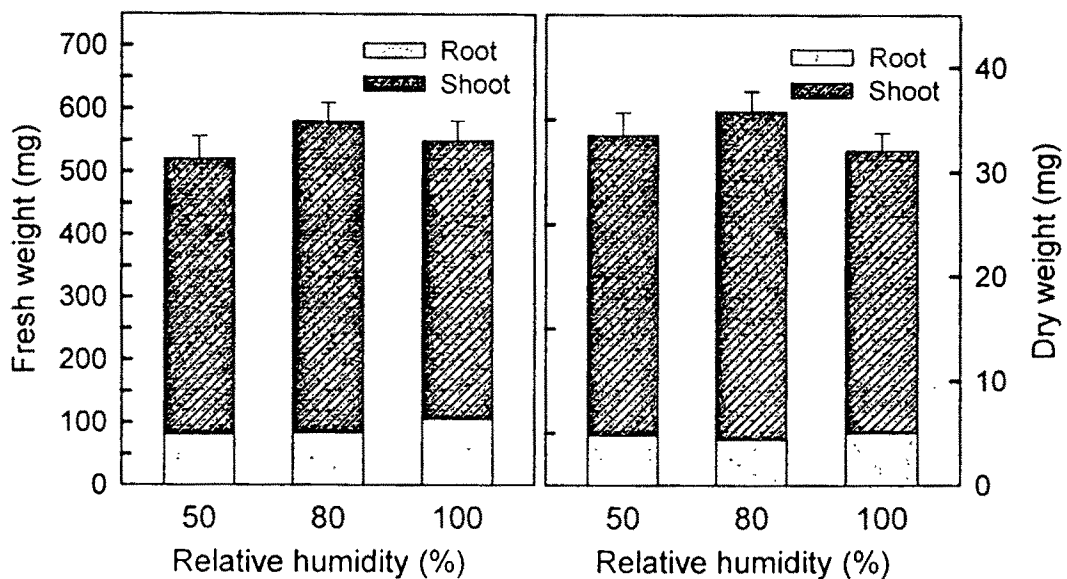 Fresh weight (mg)
700
600
500
400
300
200
100
0
Root
Shoot
50 80 100
Relative humidity (%)
Root
Shoot
50 80 100
Relative humidity (%)
40
30
20
10
0
Dry weight (mg)